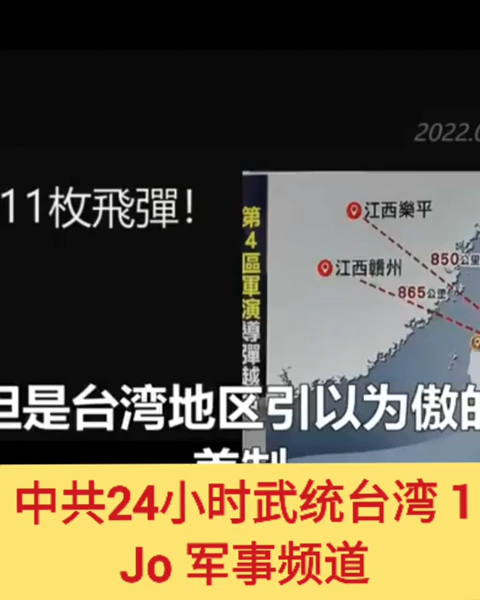 2022.0
11枚飛彈!
第4區軍演導彈越
江西樂平
850公里
江西贛州
865公里
但是台湾地区引以为傲的
美制
中共24小时武统台湾 1
Jo 军事频道